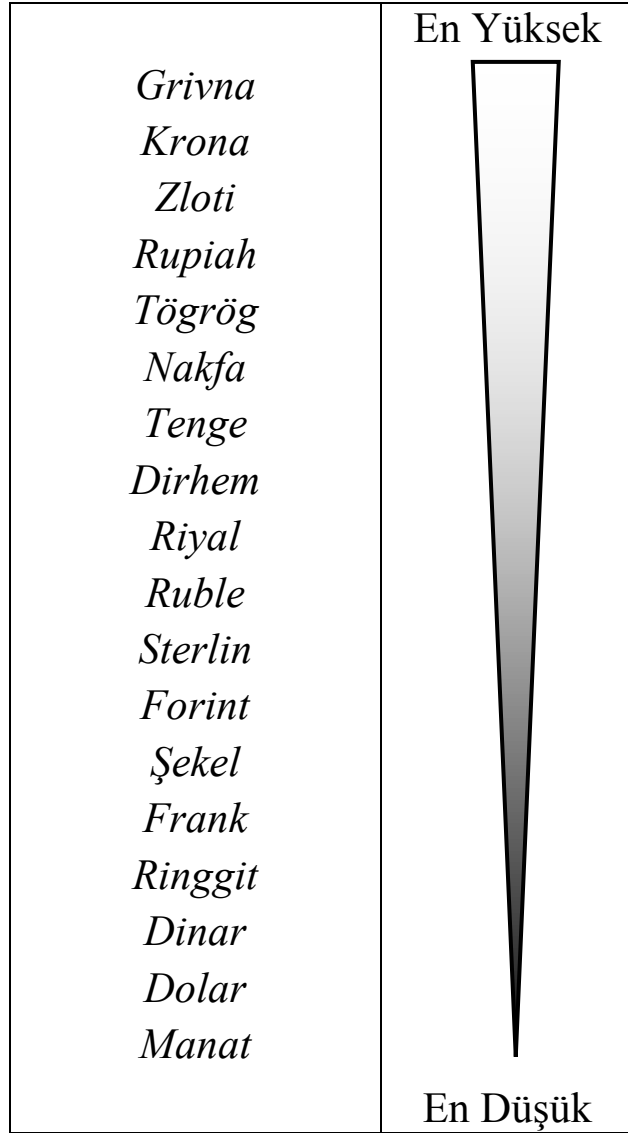 En Yüksek
Grivna
Krona
Zloti
Rupiah
Tögrög
Nakfa
Tenge
Dirhem
Riyal
Ruble
Sterlin
Forint
Şekel
Frank
Ringgit
Dinar
Dolar
Manat
En Düşük